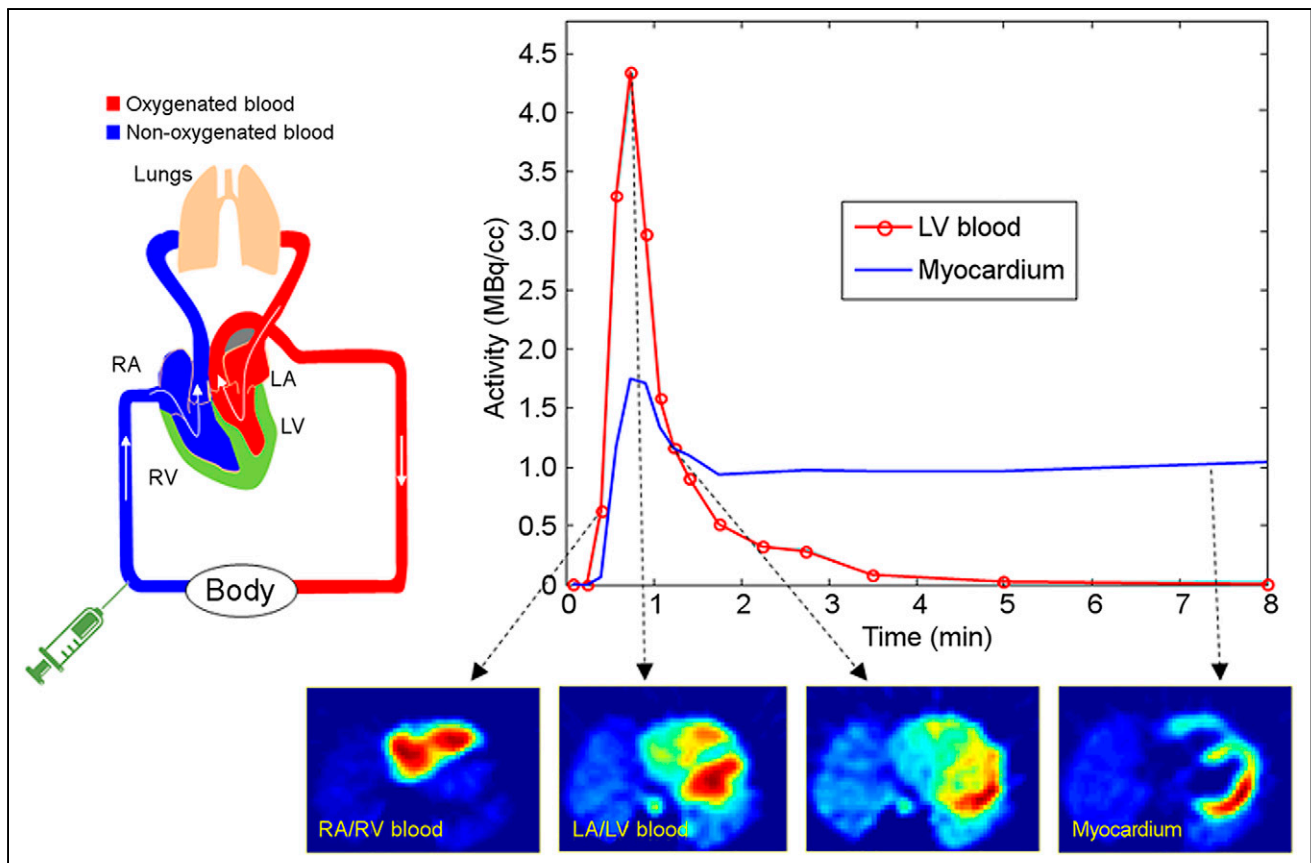 Oxygenated blood
Non-oxygenated blood
Lungs
RA
LA
LV
RV
Body
Activity (MBq/cc)
4.5
4.0
3.5
3.0
2.5
2.0
1.5
1.0
0.5
0
LV blood
Myocardium
0 1 2 3 4 5 6 7 8
Time (min)
RA/RV blood
LA/LV blood
Myocardium